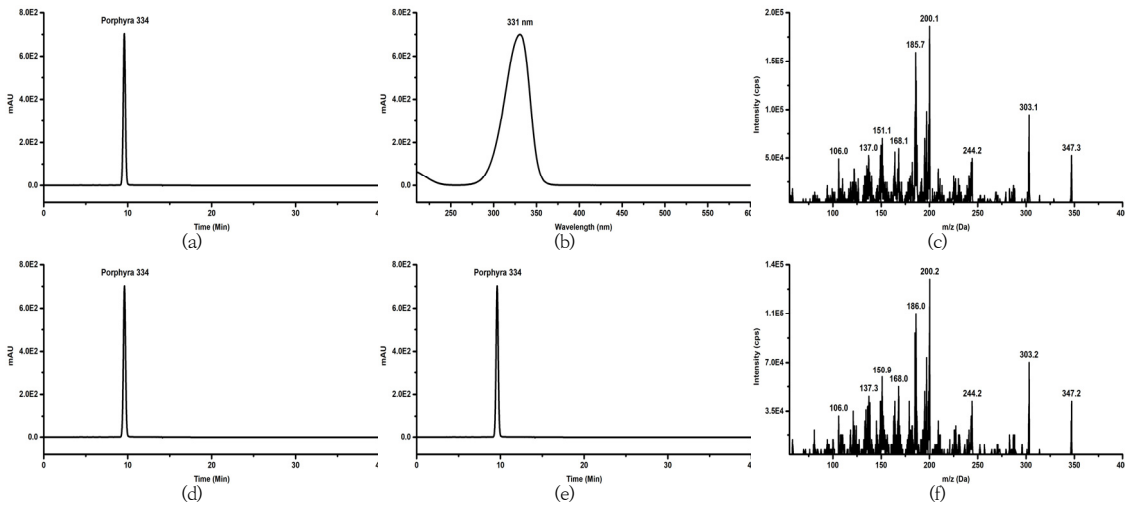 Porphyra 334
8.0E2
6.0E2
4.0E2
2.0E2
0.0
mAU
0 10 20 30 4
Time (Min)
(a)
331 nm
8.0E2
6.0E2
4.0E2
2.0E2
0.0
mAU
250 300 350 400 450 500 550 60
Wavelength (nm)
(b)
2.0E5
1.5E5
1.0E5
5.0E4
Intensity (cps)
200.1
185.7
303.1
151.1
137.0
168.1
106.0
244.2
347.3
100 150 200 250 300 350 40
m/z (Da)
(c)
Porphyra 334
8.0E2
6.0E2
4.0E2
2.0E2
0.0
mAU
0 10 20 30 4
Time (Min)
(d)
Porphyra 334
8.0E2
6.0E2
4.0E2
2.0E2
0.0
mAU
0 10 20 30 4
Time (Min)
(e)
1.4E5
1.1E5
7.0E4
3.5E4
Intensity (cps)
200.2
186.0
303.2
150.9
137.3
168.0
106.0
244.2
347.2
100 150 200 250 300 350 40
m/z (Da)
(f)